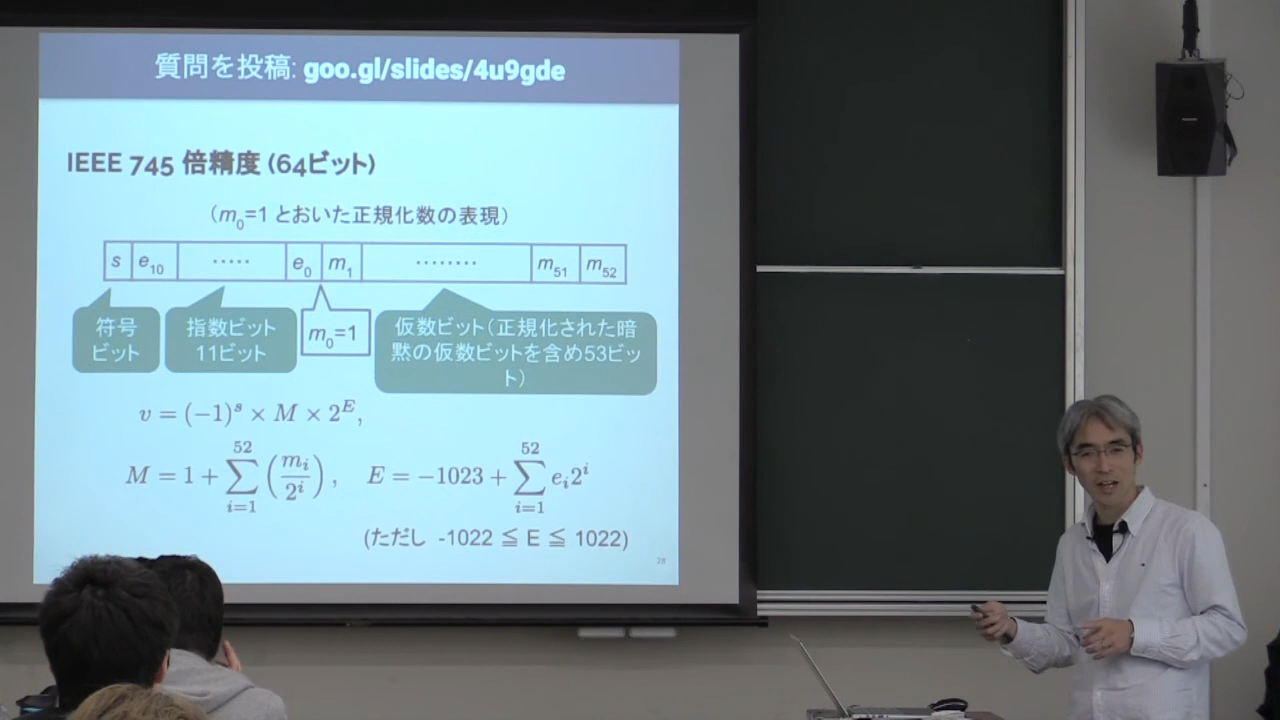 質問を投稿: goo.gl/slides/4u9gde
IEEE 745 倍精度 (64ビット)
（m₀=1 とおいた正規化数の表現）
s e₁₀ ..... e₀ m₁ ........ m₅₁ m₅₂
符号
ビット
指数ビット
11ビット
m₀=1
仮数ビット（正規化された暗
黙の仮数ビットを含め53ビッ
ト）
v = (−1)^s × M × 2^E,
M = 1 + ∑_{i=1}^{52} (m_i/2^i), E = −1023 + ∑_{i=1}^{52} e_i 2^i
(ただし -1022 ≦ E ≦ 1022)
28